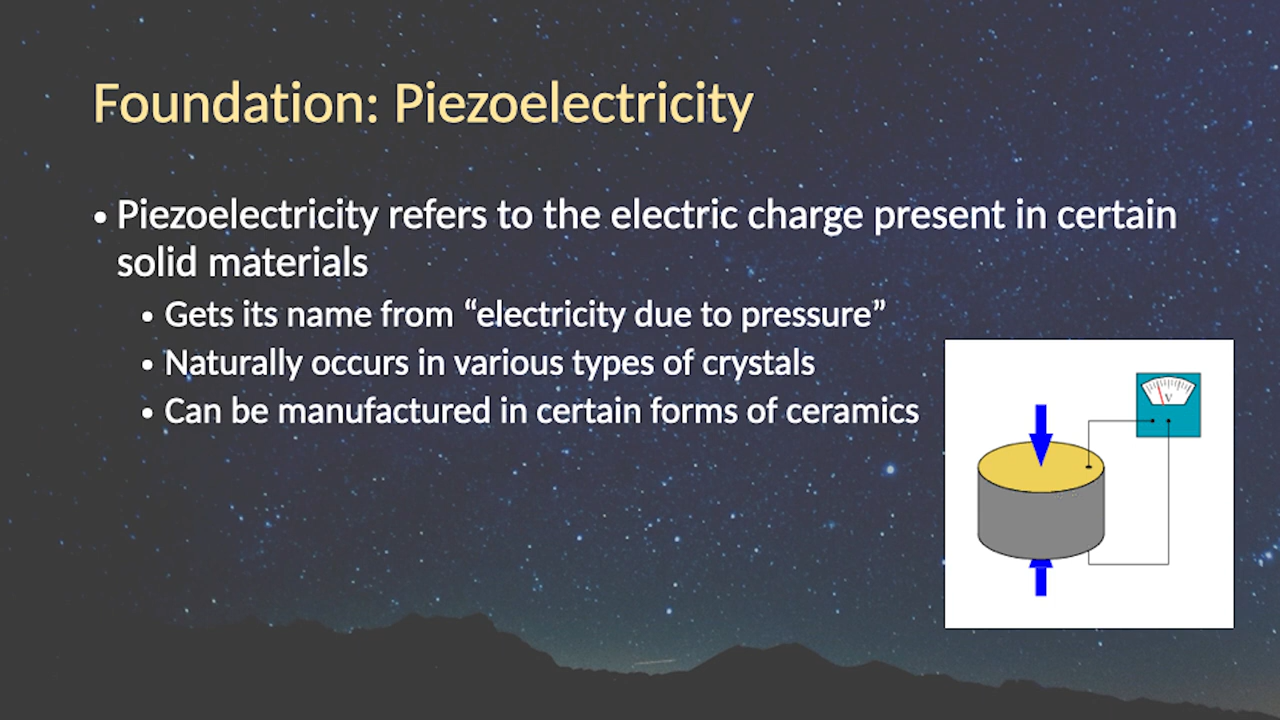 Foundation: Piezoelectricity
• Piezoelectricity refers to the electric charge present in certain
solid materials
• Gets its name from “electricity due to pressure”
• Naturally occurs in various types of crystals
• Can be manufactured in certain forms of ceramics
V